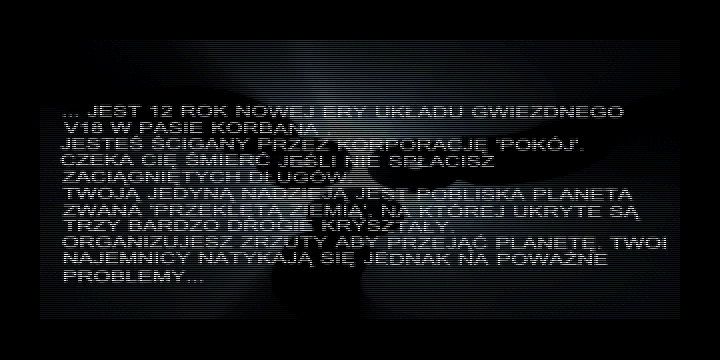 ... JEST 12 ROK NOWEJ ERY UKŁADU GWIEZDNEGO
V18 W PASIE KORBANA
JESTEŚ ŚCIGANY PRZEZ KORPORACJĘ 'POKÓJ'.
CZEKA CIĘ ŚMIERĆ JEŚLI NIE SPŁACISZ
ZACIĄGNIĘTYCH DŁUGÓW
TWOJĄ JEDYNĄ NADZIEJĄ JEST POBLISKA PLANETA
ZWANA 'PRZEKLĘTA ZIEMIA', NA KTÓREJ UKRYTE SĄ
TRZY BARDZO DROGIE KRYSZTAŁY.
ORGANIZUJESZ ZRZUTY ABY PRZEJĄĆ PLANETĘ. TWOI
NAJEMNICY NATYKAJĄ SIĘ JEDNAK NA POWAŻNE
PROBLEMY...